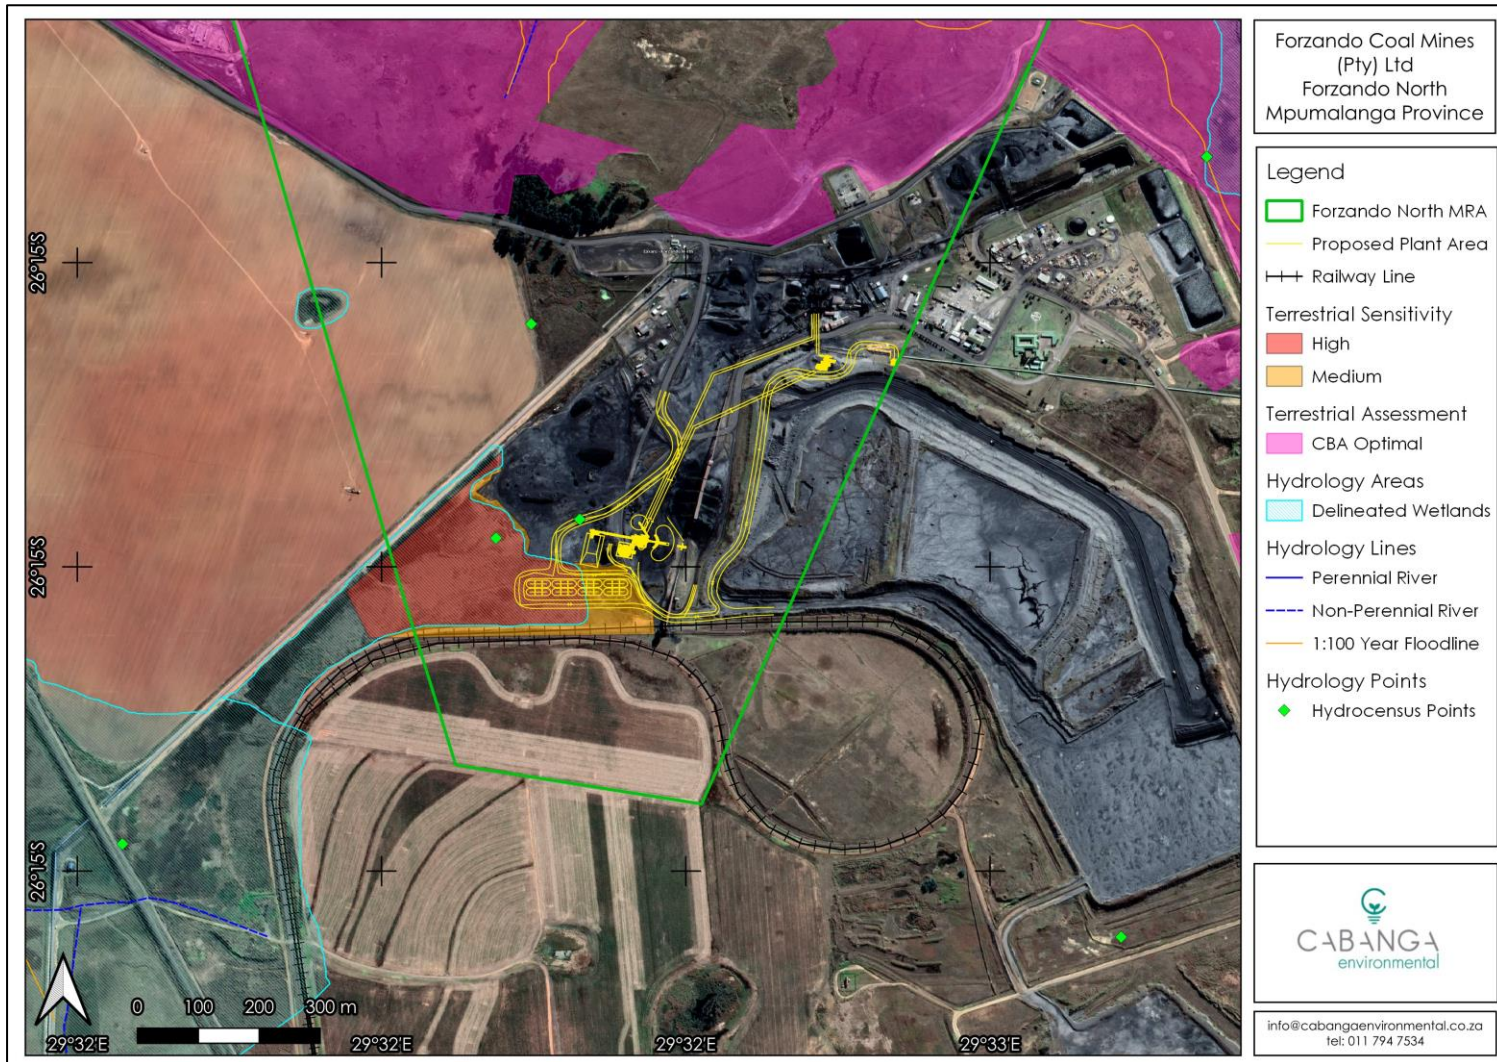 Forzando Coal Mines
(Pty) Ltd
Forzando North
Mpumalanga Province
Legend
Forzando North MRA
Proposed Plant Area
Railway Line
Terrestrial Sensitivity
High
Medium
Terrestrial Assessment
CBA Optimal
Hydrology Areas
Delineated Wetlands
Hydrology Lines
Perennial River
Non-Perennial River
1:100 Year Floodline
Hydrology Points
Hydrocensus Points
CABANGA
environmental
info@cabangaenvironmental.co.za
tel: 011 794 7534
26°15'S
26°15'S
26°15'S
0 100 200 300 m
29°32'E 29°32'E 29°32'E 29°33'E